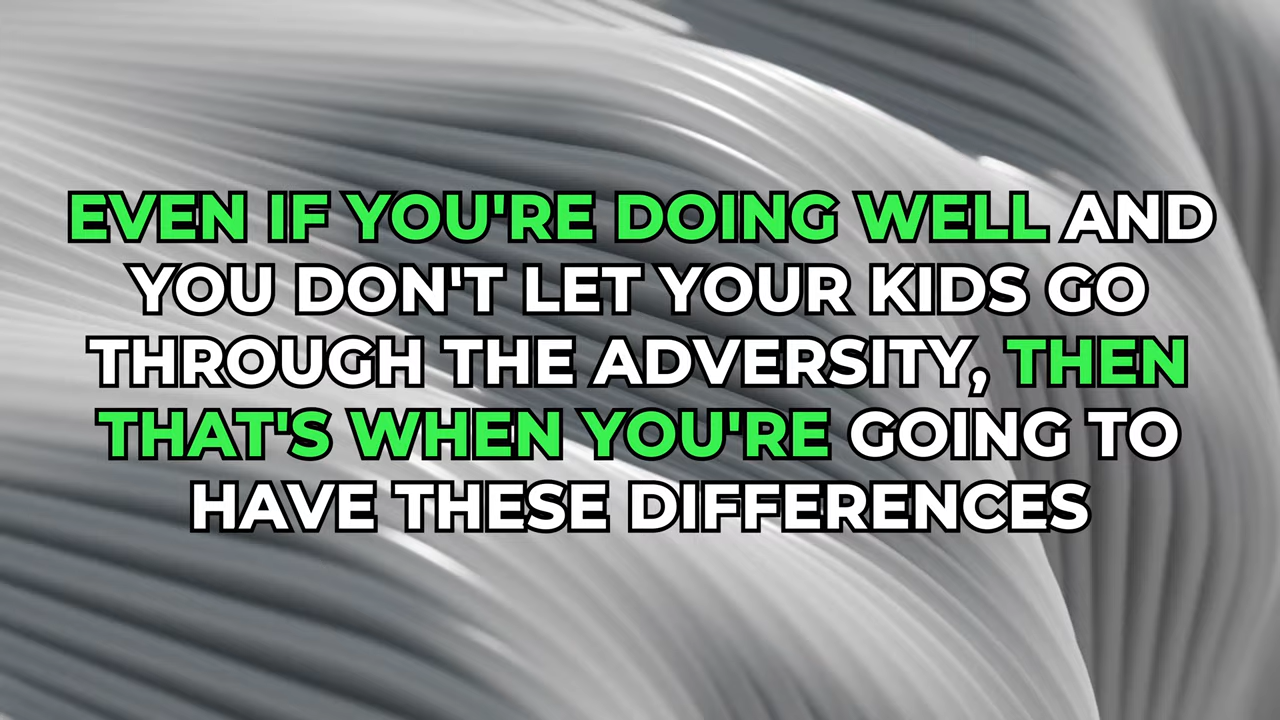 EVEN IF YOU'RE DOING WELL AND
YOU DON'T LET YOUR KIDS GO
THROUGH THE ADVERSITY, THEN
THAT'S WHEN YOU'RE GOING TO
HAVE THESE DIFFERENCES